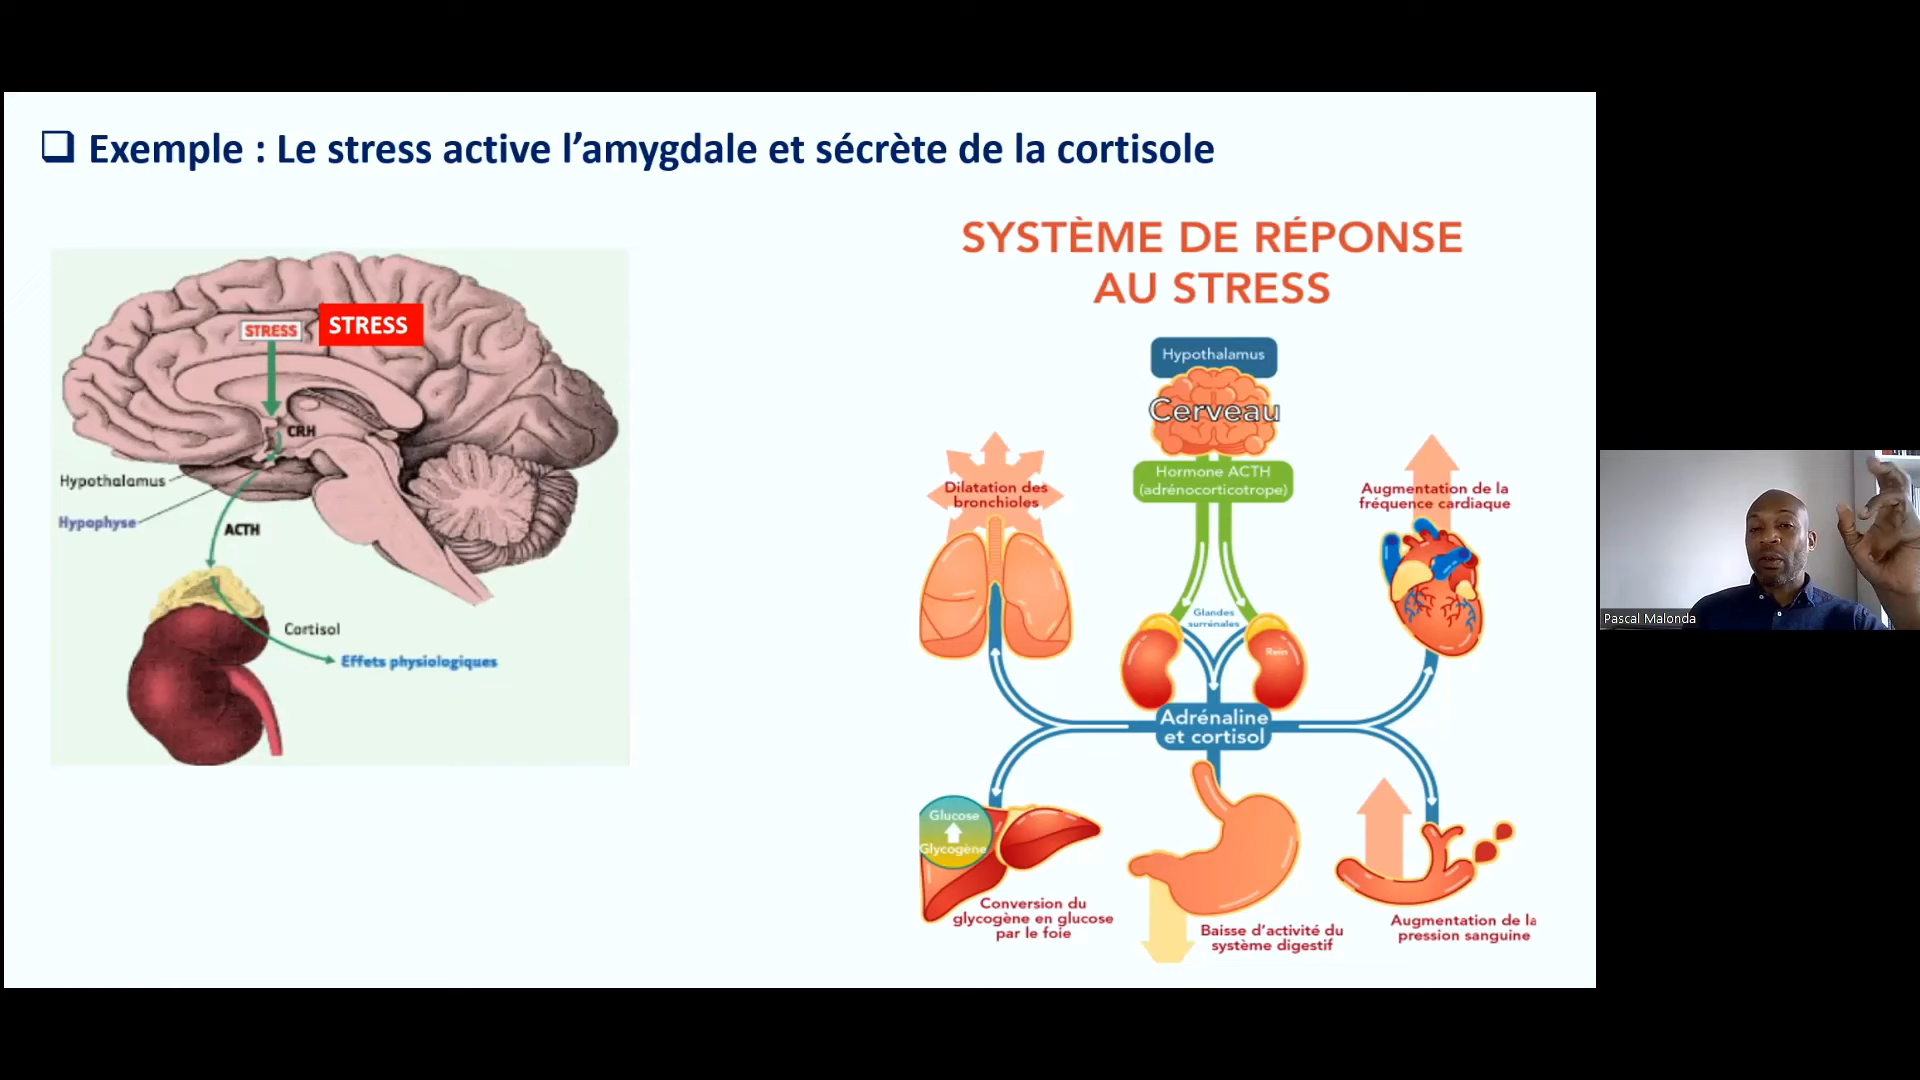 Exemple : Le stress active l’amygdale et sécrète de la cortisole
STRESS
STRESS
CRH
Hypothalamus
Hypophyse
ACTH
Cortisol
Effets physiologiques
SYSTÈME DE RÉPONSE
AU STRESS
Hypothalamus
Cerveau
Hormone ACTH
(adrénocorticotrope)
Dilatation des
bronchioles
Augmentation de la
fréquence cardiaque
Glandes
surrénales
Rein
Adrénaline
et cortisol
Glucose
Glycogène
Conversion du
glycogène en glucose
par le foie
Baisse d’activité du
système digestif
Augmentation de la
pression sanguine
Pascal Malonda